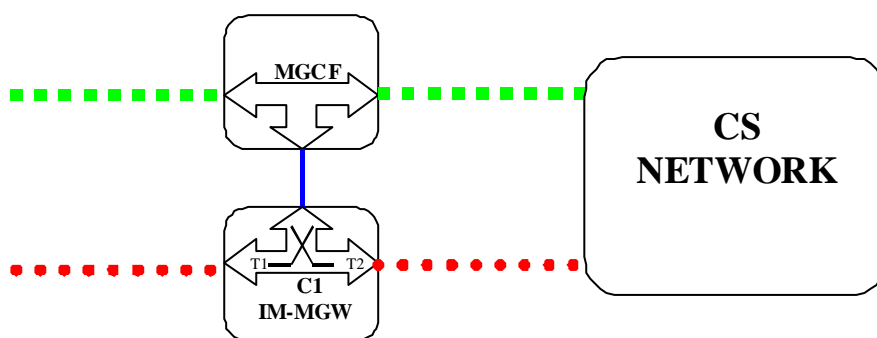 MGCF
CS
NETWORK
T1 T2
C1
IM-MGW